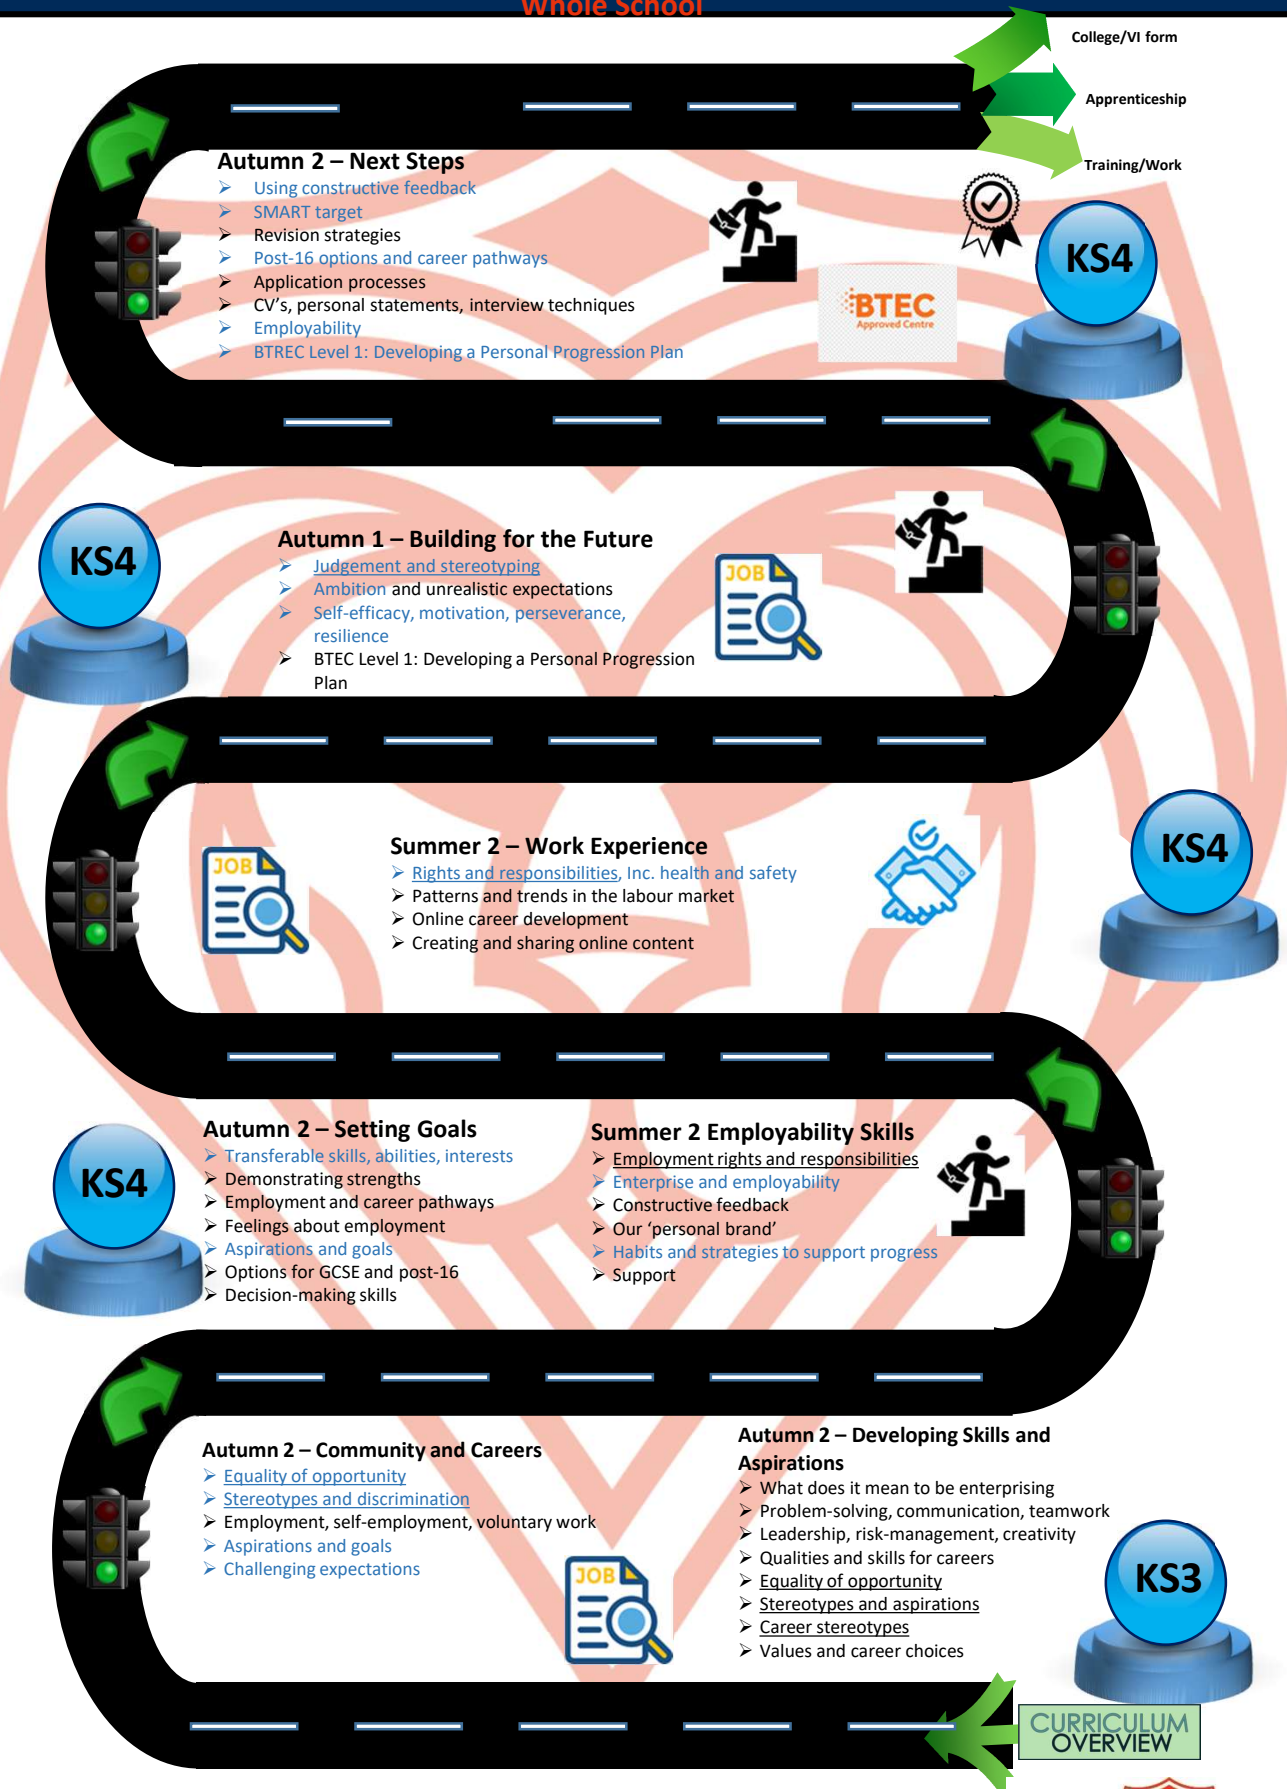 Whole School
College/VI form
Apprenticeship
Training/Work
Autumn 2 – Next Steps
Using constructive feedback
SMART target
Revision strategies
Post-16 options and career pathways
Application processes
CV's, personal statements, interview techniques
Employability
BTREC Level 1: Developing a Personal Progression Plan
BTEC
Approved Centre
KS4
KS4
Autumn 1 – Building for the Future
Judgement and stereotyping
Ambition and unrealistic expectations
Self-efficacy, motivation, perseverance,
resilience
BTEC Level 1: Developing a Personal Progression
Plan
JOB
Summer 2 – Work Experience
Rights and responsibilities, Inc. health and safety
Patterns and trends in the labour market
Online career development
Creating and sharing online content
JOB
KS4
KS4
Autumn 2 – Setting Goals
Transferable skills, abilities, interests
Demonstrating strengths
Employment and career pathways
Feelings about employment
Aspirations and goals
Options for GCSE and post-16
Decision-making skills
Summer 2 Employability Skills
Employment rights and responsibilities
Enterprise and employability
Constructive feedback
Our ‘personal brand’
Habits and strategies to support progress
Support
Autumn 2 – Community and Careers
Equality of opportunity
Stereotypes and discrimination
Employment, self-employment, voluntary work
Aspirations and goals
Challenging expectations
JOB
Autumn 2 – Developing Skills and
Aspirations
What does it mean to be enterprising
Problem-solving, communication, teamwork
Leadership, risk-management, creativity
Qualities and skills for careers
Equality of opportunity
Stereotypes and aspirations
Career stereotypes
Values and career choices
KS3
CURRICULUM
OVERVIEW